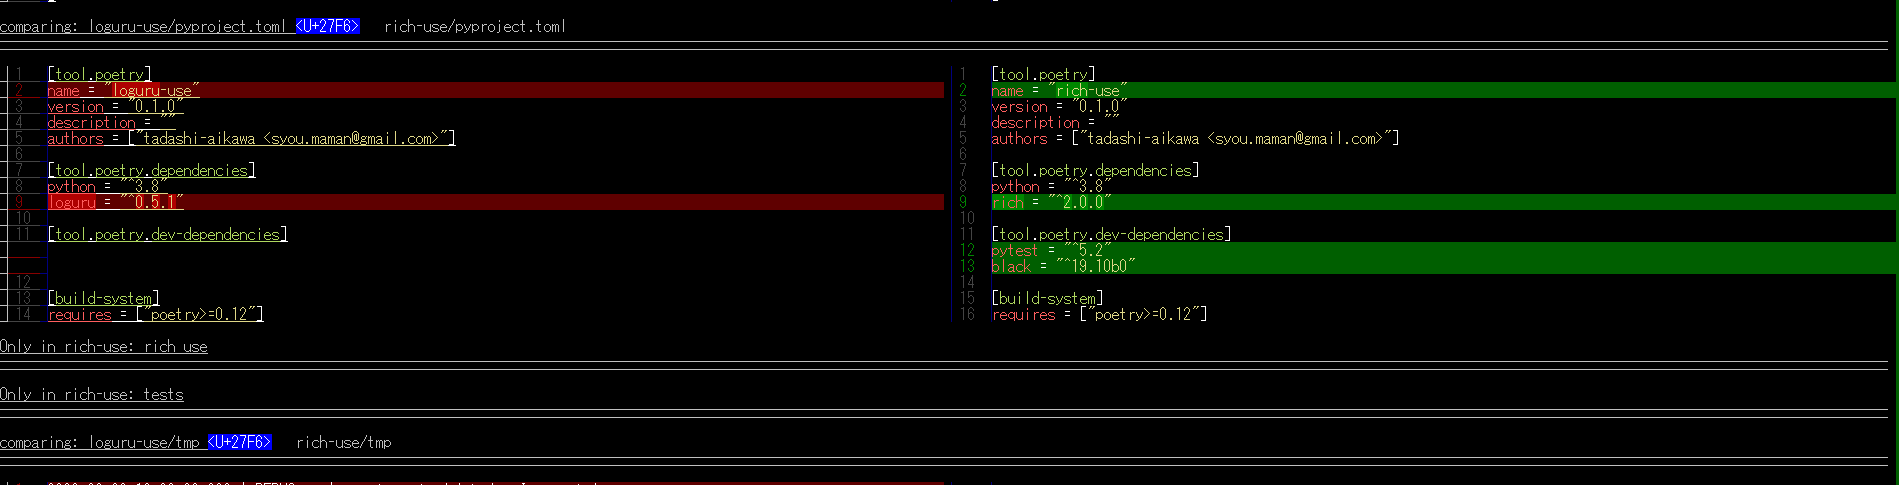 comparing: loguru-use/pyproject.toml <U+27F6>   rich-use/pyproject.toml
1 [tool.poetry] 1 [tool.poetry]
2 name = "loguru-use" 2 name = "rich-use"
3 version = "0.1.0" 3 version = "0.1.0"
4 description = "" 4 description = ""
5 authors = ["tadashi-aikawa <syou.maman@gmail.com>"] 5 authors = ["tadashi-aikawa <syou.maman@gmail.com>"]
6 6
7 [tool.poetry.dependencies] 7 [tool.poetry.dependencies]
8 python = "^3.8" 8 python = "^3.8"
9 loguru = "^0.5.1" 9 rich = "^2.0.0"
10 10
11 [tool.poetry.dev-dependencies] 11 [tool.poetry.dev-dependencies]
12 pytest = "^5.2"
13 black = "^19.10b0"
12 14
13 [build-system] 15 [build-system]
14 requires = ["poetry>=0.12"] 16 requires = ["poetry>=0.12"]
Only in rich-use: rich_use
Only in rich-use: tests
comparing: loguru-use/tmp <U+27F6>   rich-use/tmp